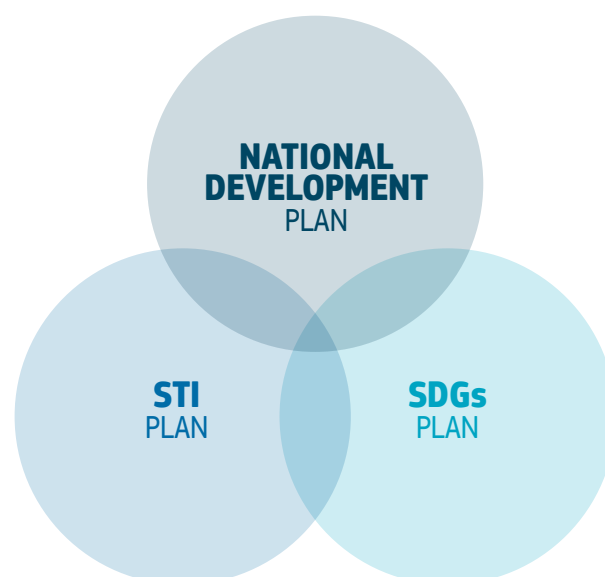 NATIONAL
DEVELOPMENT
PLAN
STI
PLAN
SDGs
PLAN